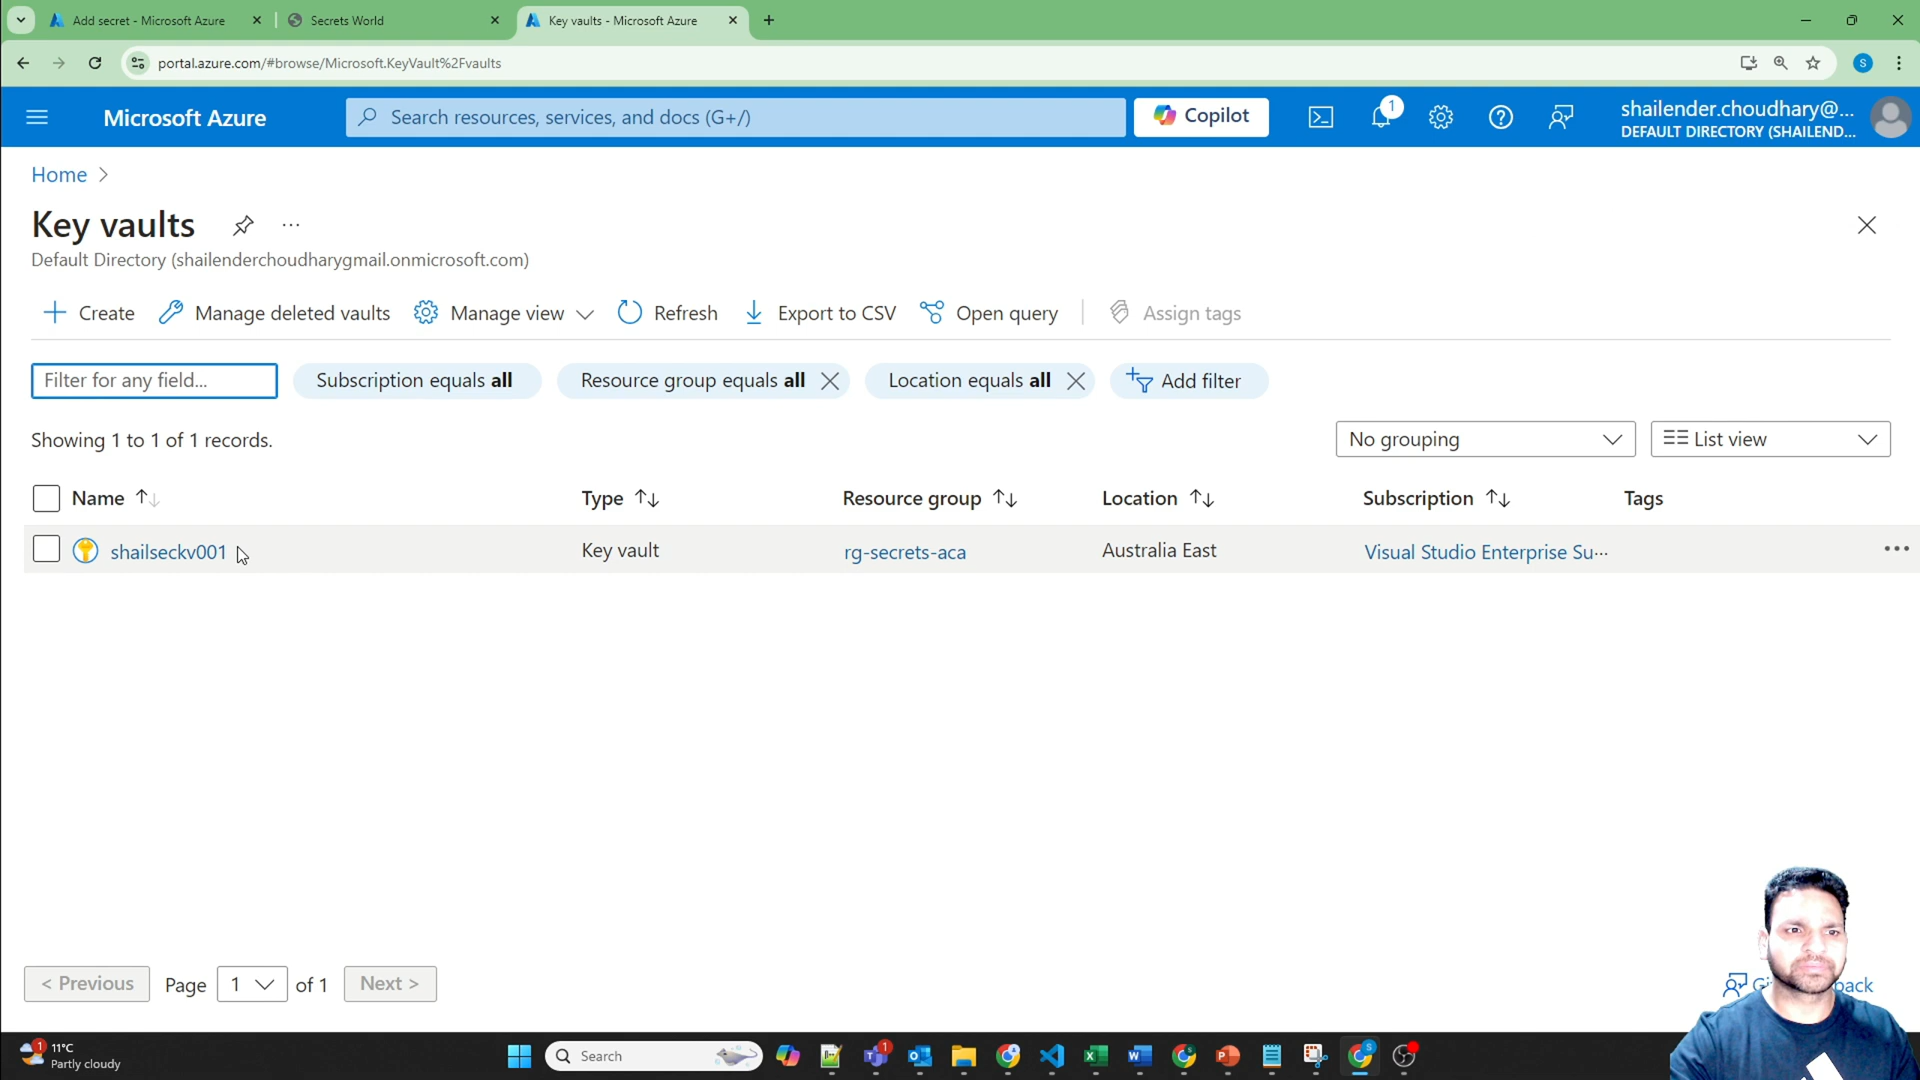 Add secret - Microsoft Azure
Secrets World
Key vaults - Microsoft Azure
portal.azure.com/#browse/Microsoft.KeyVault%2Fvaults
S
Microsoft Azure
Search resources, services, and docs (G+/)
Copilot
1
shailender.choudhary@...
DEFAULT DIRECTORY (SHAILEND...
Home
Key vaults
Default Directory (shailenderchoudharygmail.onmicrosoft.com)
Create
Manage deleted vaults
Manage view
Refresh
Export to CSV
Open query
Assign tags
Filter for any field...
Subscription equals all
Resource group equals all
Location equals all
Add filter
Showing 1 to 1 of 1 records.
No grouping
List view
Name
Type
Resource group
Location
Subscription
Tags
shailseckv001
Key vault
rg-secrets-aca
Australia East
Visual Studio Enterprise Su...
< Previous
Page
1
of 1
Next >
1
11°C
Partly cloudy
Search
1